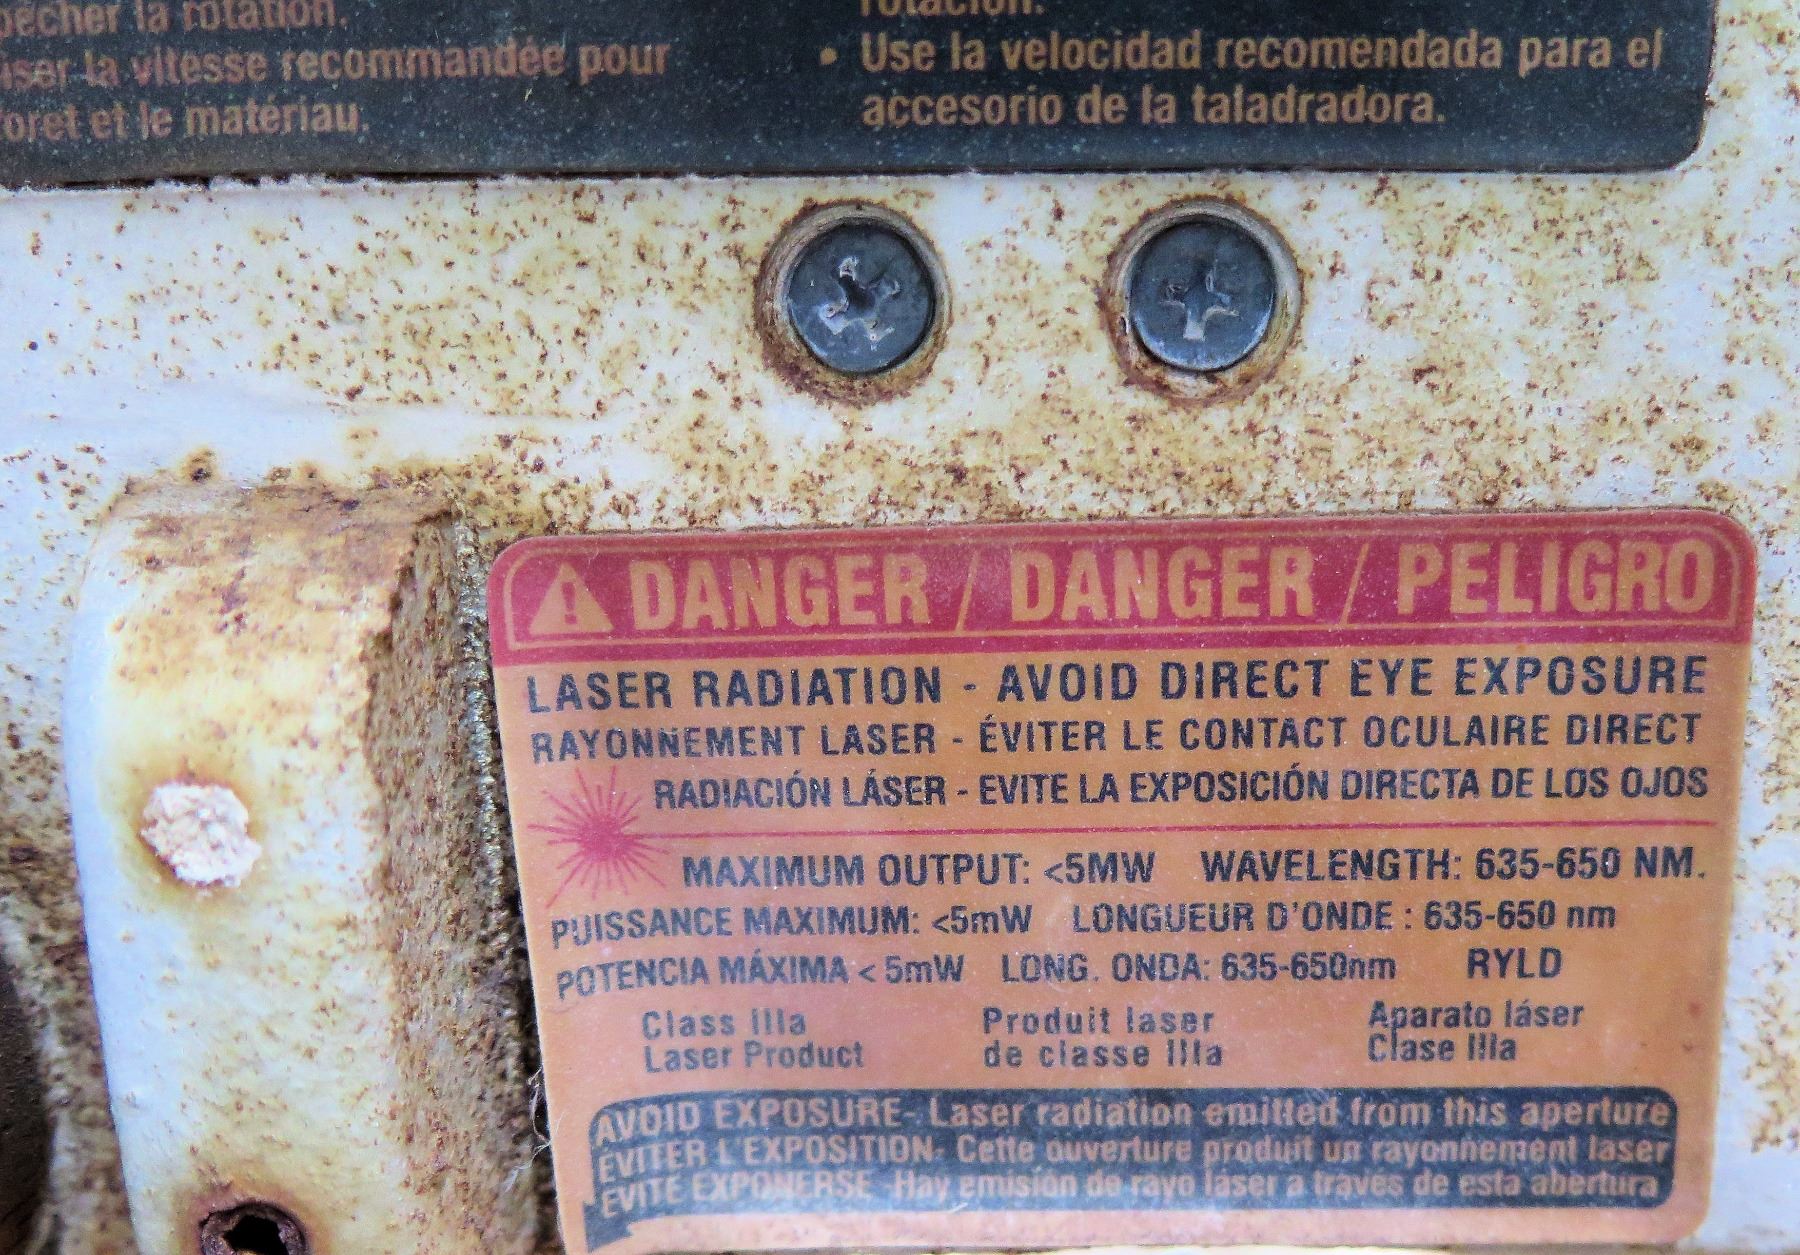 la rotation.
rotación.
la vitesse recommandée pour
et le matériau.
• Use la velocidad recomendada para el
accesorio de la taladradora.
DANGER / DANGER / PELIGRO
LASER RADIATION - AVOID DIRECT EYE EXPOSURE
RAYONNEMENT LASER - ÉVITER LE CONTACT OCULAIRE DIRECT
RADIACIÓN LÁSER - EVITE LA EXPOSICIÓN DIRECTA DE LOS OJOS
MAXIMUM OUTPUT: <5MW WAVELENGTH: 635-650 NM.
PUISSANCE MAXIMUM: <5mW LONGUEUR D'ONDE : 635-650 nm
POTENCIA MÁXIMA < 5mW LONG. ONDA: 635-650nm RYLD
Class IIIa
Laser Product
Produit laser
de classe IIIa
Aparato láser
Clase IIIa
AVOID EXPOSURE- Laser radiation emitted from this aperture
ÉVITER L'EXPOSITION- Cette ouverture produit un rayonnement laser
EVITE EXPONERSE -Hay emisión de rayo láser a través de esta abertura